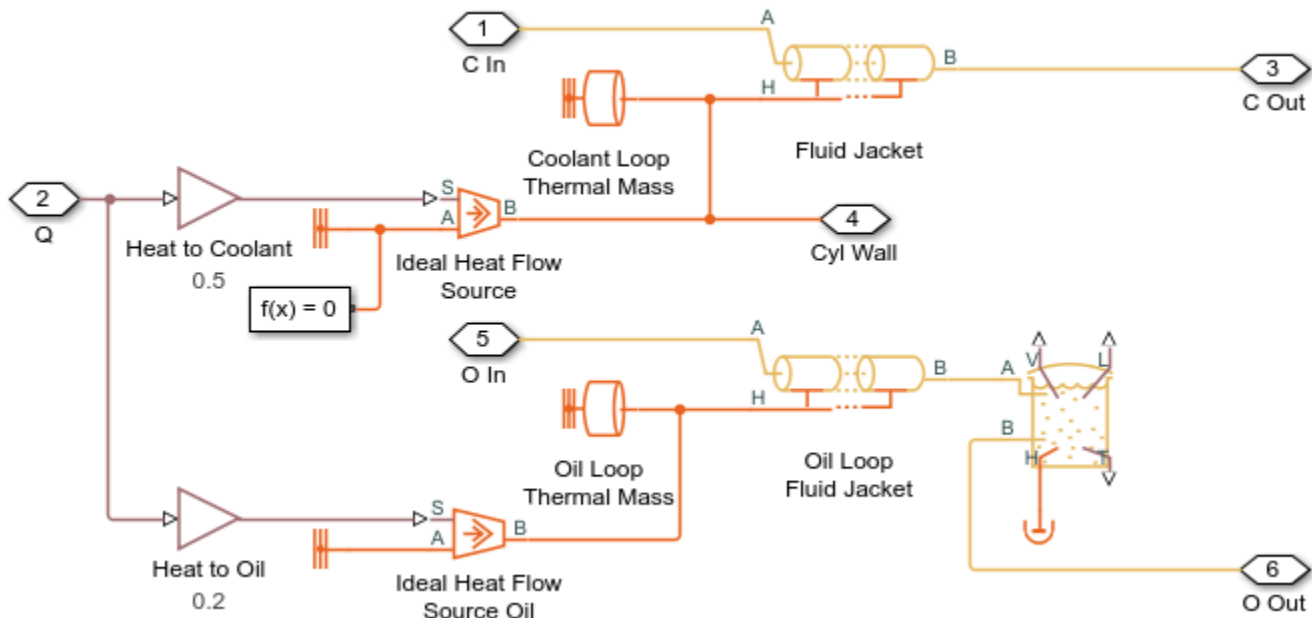 1
C In
A
B
3
C Out
H
Fluid Jacket
Coolant Loop
Thermal Mass
2
Q
Heat to Coolant
0.5
S
A
B
4
Cyl Wall
Ideal Heat Flow
Source
f(x) = 0
5
O In
A
B
H
Oil Loop
Fluid Jacket
Oil Loop
Thermal Mass
V
L
A
B
H
T
Heat to Oil
0.2
S
A
B
Ideal Heat Flow
Source Oil
6
O Out